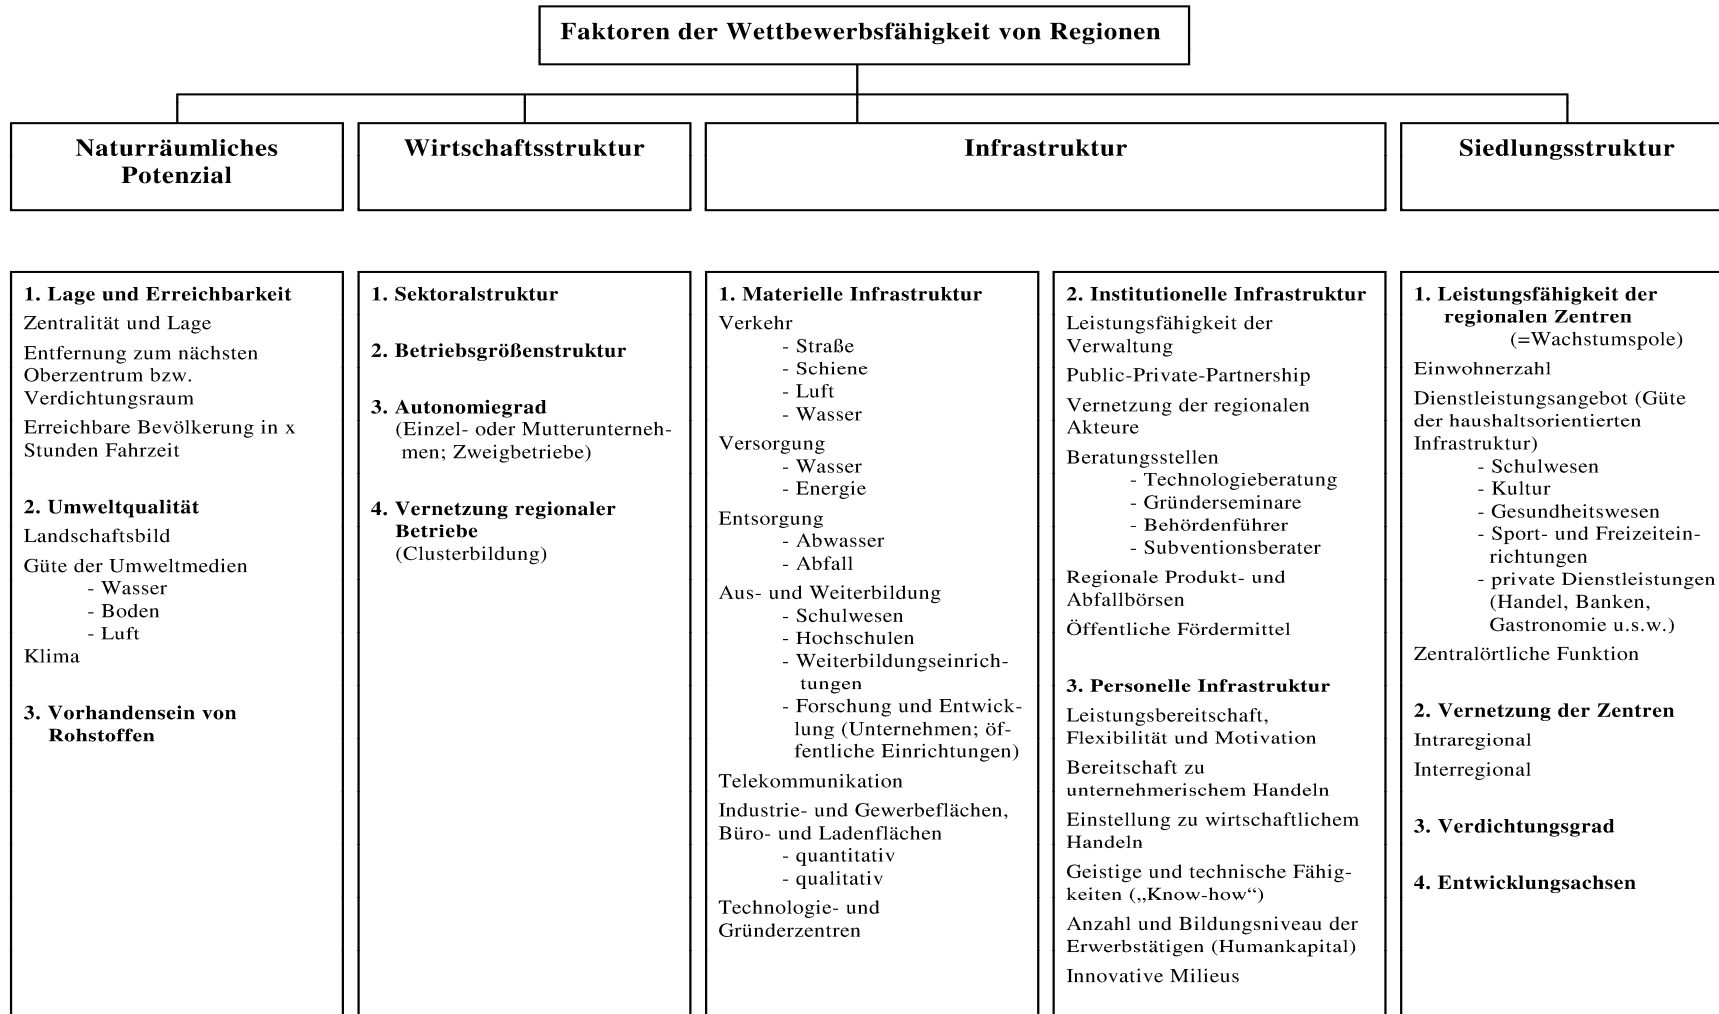 Faktoren der Wettbewerbsfähigkeit von Regionen
Naturräumliches
Potenzial
Wirtschaftsstruktur
Infrastruktur
Siedlungsstruktur
1. Lage und Erreichbarkeit
Zentralität und Lage
Entfernung zum nächsten
Oberzentrum bzw.
Verdichtungsraum
Erreichbare Bevölkerung in x
Stunden Fahrzeit
2. Umweltqualität
Landschaftsbild
Güte der Umweltmedien
- Wasser
- Boden
- Luft
Klima
3. Vorhandensein von
Rohstoffen
1. Sektoralstruktur
2. Betriebsgrößenstruktur
3. Autonomiegrad
(Einzel- oder Mutterunterneh-
men; Zweigbetriebe)
4. Vernetzung regionaler
Betriebe
(Clusterbildung)
1. Materielle Infrastruktur
Verkehr
- Straße
- Schiene
- Luft
- Wasser
Versorgung
- Wasser
- Energie
Entsorgung
- Abwasser
- Abfall
Aus- und Weiterbildung
- Schulwesen
- Hochschulen
- Weiterbildungseinrich-
tungen
- Forschung und Entwick-
lung (Unternehmen; öf-
fentliche Einrichtungen)
Telekommunikation
Industrie- und Gewerbeflächen,
Büro- und Ladenflächen
- quantitativ
- qualitativ
Technologie- und
Gründerzentren
2. Institutionelle Infrastruktur
Leistungsfähigkeit der
Verwaltung
Public-Private-Partnership
Vernetzung der regionalen
Akteure
Beratungsstellen
- Technologieberatung
- Gründerseminare
- Behördenführer
- Subventionsberater
Regionale Produkt- und
Abfallbörsen
Öffentliche Fördermittel
3. Personelle Infrastruktur
Leistungsbereitschaft,
Flexibilität und Motivation
Bereitschaft zu
unternehmerischem Handeln
Einstellung zu wirtschaftlichem
Handeln
Geistige und technische Fähig-
keiten („Know-how“)
Anzahl und Bildungsniveau der
Erwerbstätigen (Humankapital)
Innovative Milieus
1. Leistungsfähigkeit der
regionalen Zentren
(=Wachstumspole)
Einwohnerzahl
Dienstleistungsangebot (Güte
der haushaltsorientierten
Infrastruktur)
- Schulwesen
- Kultur
- Gesundheitswesen
- Sport- und Freizeitein-
richtungen
- private Dienstleistungen
(Handel, Banken,
Gastronomie u.s.w.)
Zentralörtliche Funktion
2. Vernetzung der Zentren
Intraregional
Interregional
3. Verdichtungsgrad
4. Entwicklungsachsen